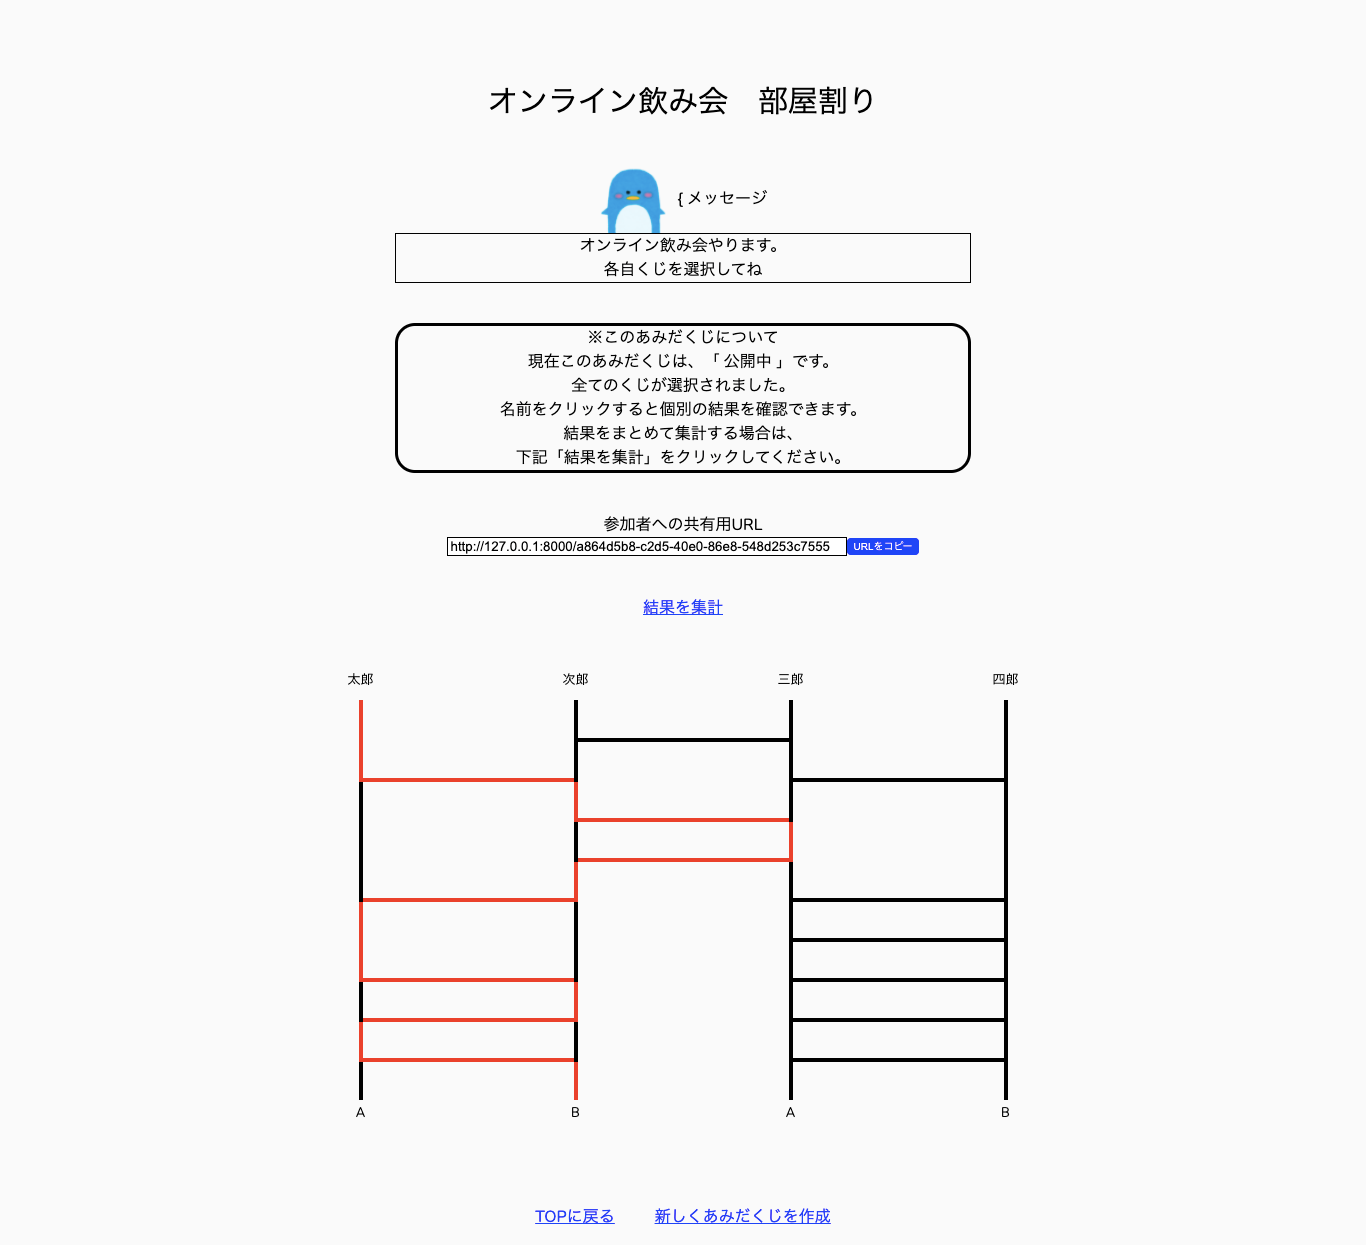 オンライン飲み会　部屋割り
{ メッセージ
オンライン飲み会やります。
各自くじを選択してね
※このあみだくじについて
現在このあみだくじは、「 公開中 」です。
全てのくじが選択されました。
名前をクリックすると個別の結果を確認できます。
結果をまとめて集計する場合は、
下記「結果を集計」をクリックしてください。
参加者への共有用URL
http://127.0.0.1:8000/a864d5b8-c2d5-40e0-86e8-548d253c7555 URLをコピー
結果を集計
太郎 次郎 三郎 四郎
A B A B
TOPに戻る 新しくあみだくじを作成